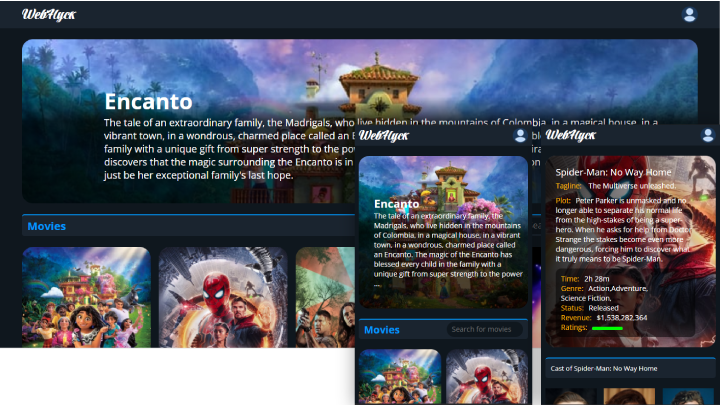 WebFlyck
Encanto
The tale of an extraordinary family, the Madrigals, who live hidden in the mountains of Colombia, in a magical house, in a
vibrant town, in a wondrous, charmed place called an E
family with a unique gift from super strength to the pow
discovers that the magic surrounding the Encanto is in
just be her exceptional family's last hope.
Movies
WebFlyck
Encanto
The tale of an extraordinary family, the
Madrigals, who live hidden in the mountains
of Colombia, in a magical house, in a vibrant
town, in a wondrous, charmed place called
an Encanto. The magic of the Encanto has
blessed every child in the family with a
unique gift from super strength to the power
...
Movies
Search for movies
WebFlyck
Spider-Man: No Way Home
Tagline: The Multiverse unleashed.
Plot: Peter Parker is unmasked and no
longer able to separate his normal life
from the high-stakes of being a super-
hero. When he asks for help from Doctor
Strange the stakes become even more
dangerous, forcing him to discover what
it truly means to be Spider-Man.
Time: 2h 28m
Genre: Action,Adventure,
Science Fiction,
Status: Released
Revenue: $1,538,282,364
Ratings:
Cast of Spider-Man: No Way Home